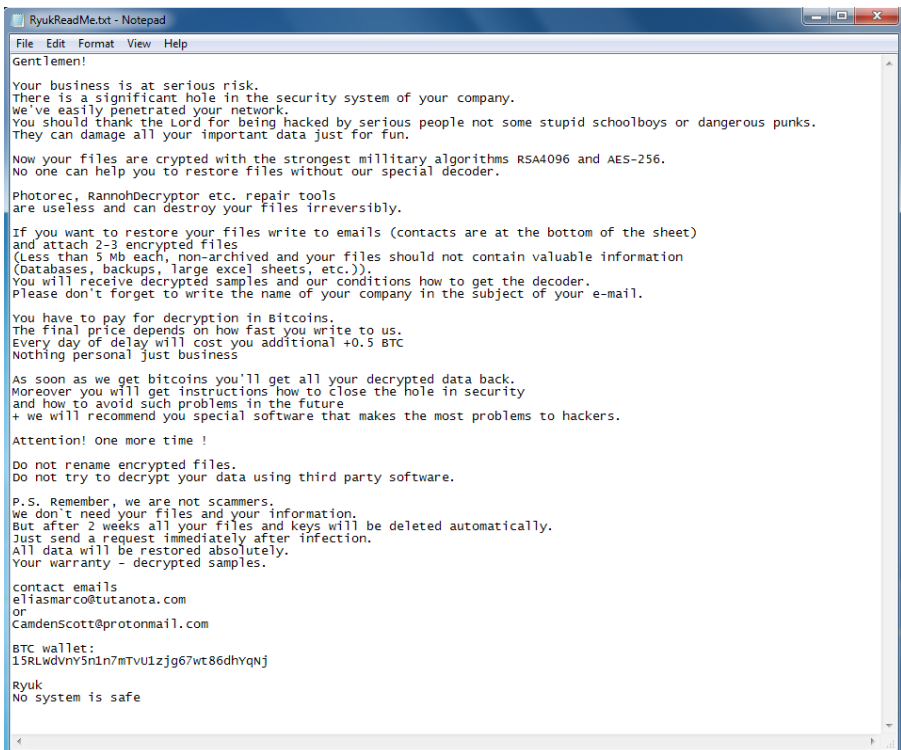 RyukReadMe.txt - Notepad
File Edit Format View Help
Gentlemen!
Your business is at serious risk.
There is a significant hole in the security system of your company.
We've easily penetrated your network.
You should thank the Lord for being hacked by serious people not some stupid schoolboys or dangerous punks.
They can damage all your important data just for fun.
Now your files are crypted with the strongest millitary algorithms RSA4096 and AES-256.
No one can help you to restore files without our special decoder.
Photorec, RannohDecryptor etc. repair tools
are useless and can destroy your files irreversibly.
If you want to restore your files write to emails (contacts are at the bottom of the sheet)
and attach 2-3 encrypted files
(Less than 5 Mb each, non-archived and your files should not contain valuable information
(Databases, backups, large excel sheets, etc.)).
You will receive decrypted samples and our conditions how to get the decoder.
Please don't forget to write the name of your company in the subject of your e-mail.
You have to pay for decryption in Bitcoins.
The final price depends on how fast you write to us.
Every day of delay will cost you additional +0.5 BTC
Nothing personal just business
As soon as we get bitcoins you'll get all your decrypted data back.
Moreover you will get instructions how to close the hole in security
and how to avoid such problems in the future
+ we will recommend you special software that makes the most problems to hackers.
Attention! One more time !
Do not rename encrypted files.
Do not try to decrypt your data using third party software.
P.S. Remember, we are not scammers.
We don`t need your files and your information.
But after 2 weeks all your files and keys will be deleted automatically.
Just send a request immediately after infection.
All data will be restored absolutely.
Your warranty - decrypted samples.
contact emails
eliasmarco@tutanota.com
or
CamdenScott@protonmail.com
BTC wallet:
15RLWdVnY5n1n7mTvU1zjg67wt86dhYqNj
Ryuk
No system is safe